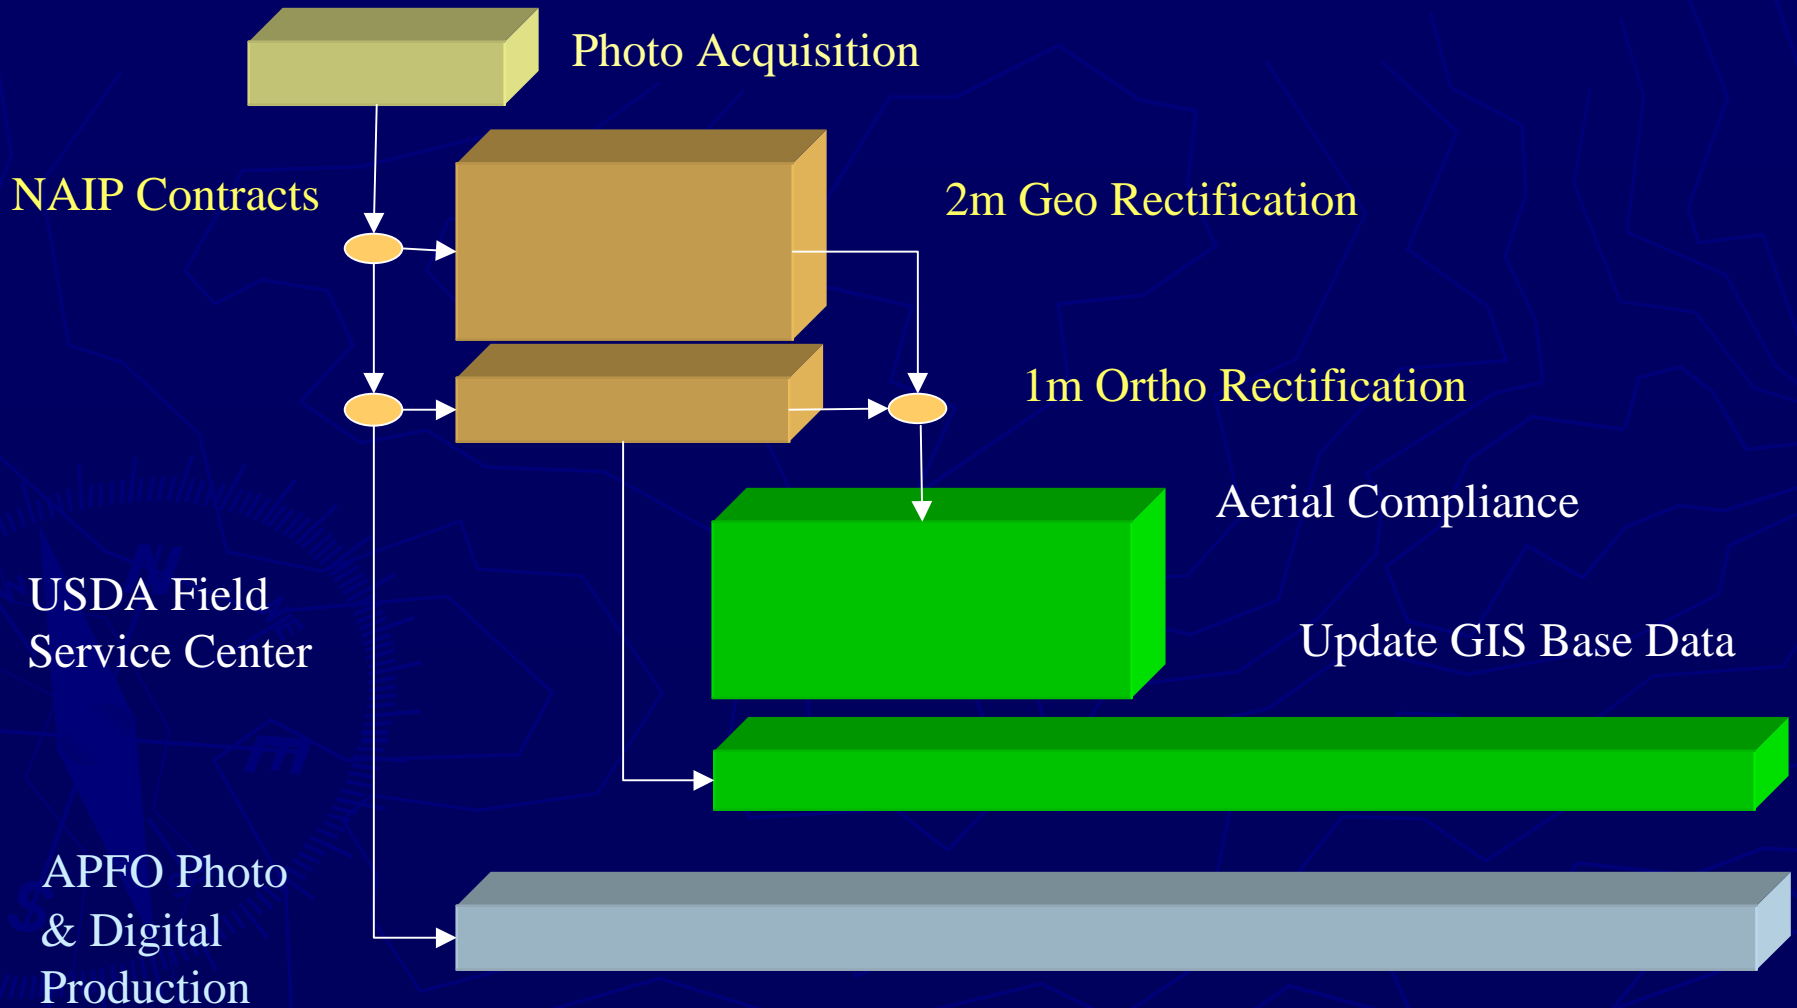 Photo Acquisition
NAIP Contracts
2m Geo Rectification
1m Ortho Rectification
Aerial Compliance
USDA Field
Service Center
Update GIS Base Data
APFO Photo
& Digital
Production
N
E
S